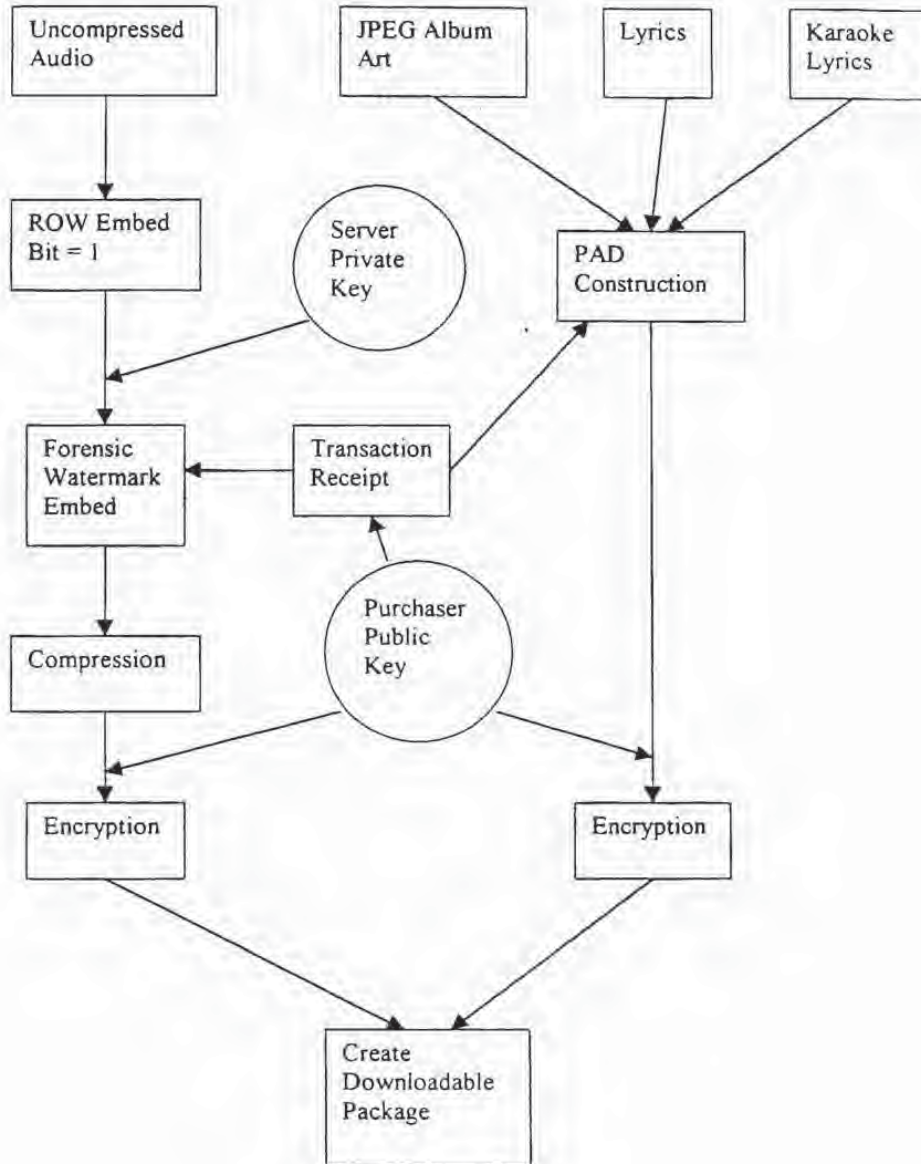 Uncompressed
Audio
JPEG Album
Art
Lyrics
Karaoke
Lyrics
ROW Embed
Bit = 1
Server
Private
Key
PAD
Construction
Forensic
Watermark
Embed
Transaction
Receipt
Purchaser
Public
Key
Compression
Encryption
Encryption
Create
Downloadable
Package